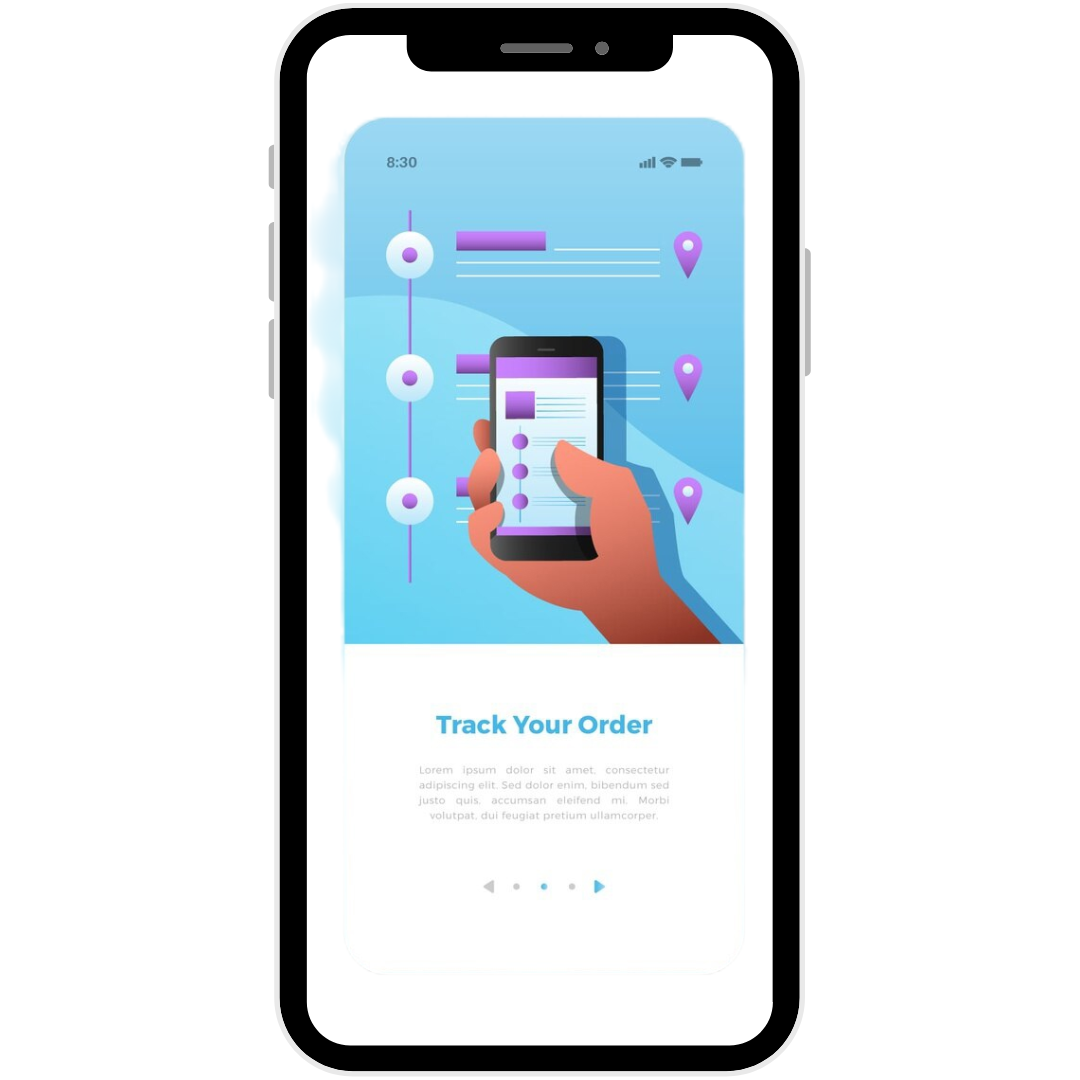 8:30
Track Your Order
Lorem ipsum dolor sit amet, consectetur
adipiscing elit. Sed dolor enim, bibendum sed
justo quis, accumsan eleifend mi. Morbi
volutpat, dui feugiat pretium ullamcorper.